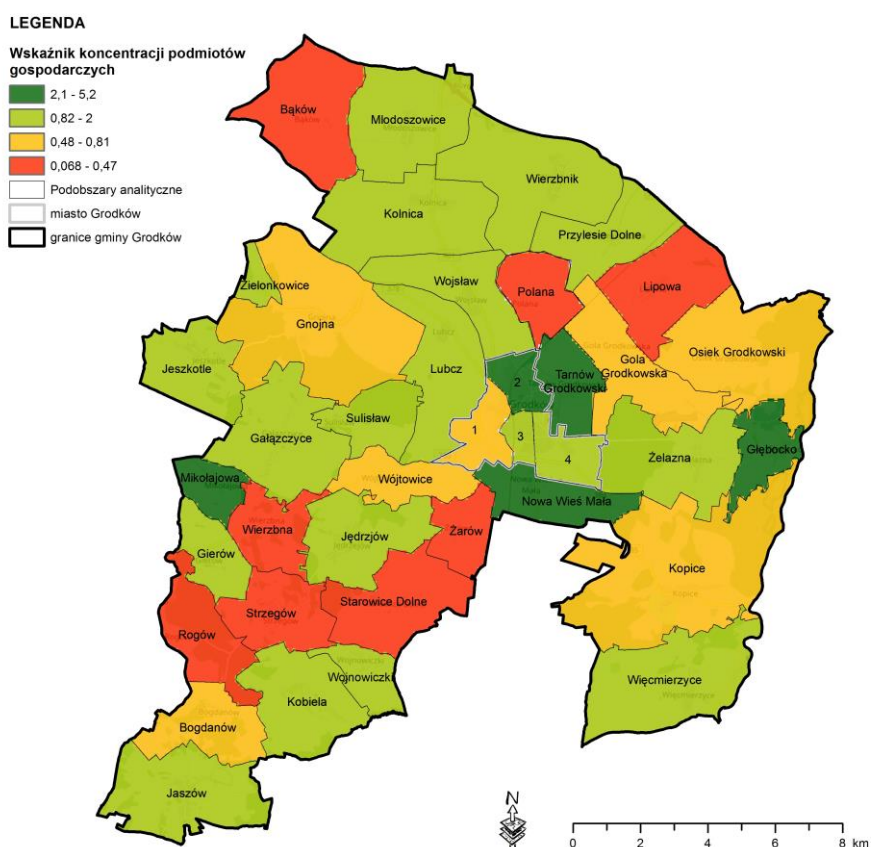 LEGENDA
Wskaźnik koncentracji podmiotów
gospodarczych
2,1 - 5,2
0,82 - 2
0,48 - 0,81
0,068 - 0,47
Podobszary analityczne
miasto Grodków
granice gminy Grodków
Bąków
Młodoszowice
Wierzbnik
Kolnica
Przylesie Dolne
Wojsław
Zielonkowice
Polana
Lipowa
Gnojna
Osiek Grodkowski
Jeszkotle
Lubcz
Tarnów
Grodkowski
Gola
Grodkowska
2
Sulisław
1
3
4
Gałązczyce
Żelazna
Głębocko
Mikołajowa
Wójtowice
Nowa Wieś Mała
Wierzbna
Jędrzjów
Żarów
Gierów
Kopice
Strzegów
Starowice Dolne
Rogów
Wojnowiczki
Więcmierzyce
Kobiela
Bogdanów
Jaszów
N
0 2 4 6 8 km